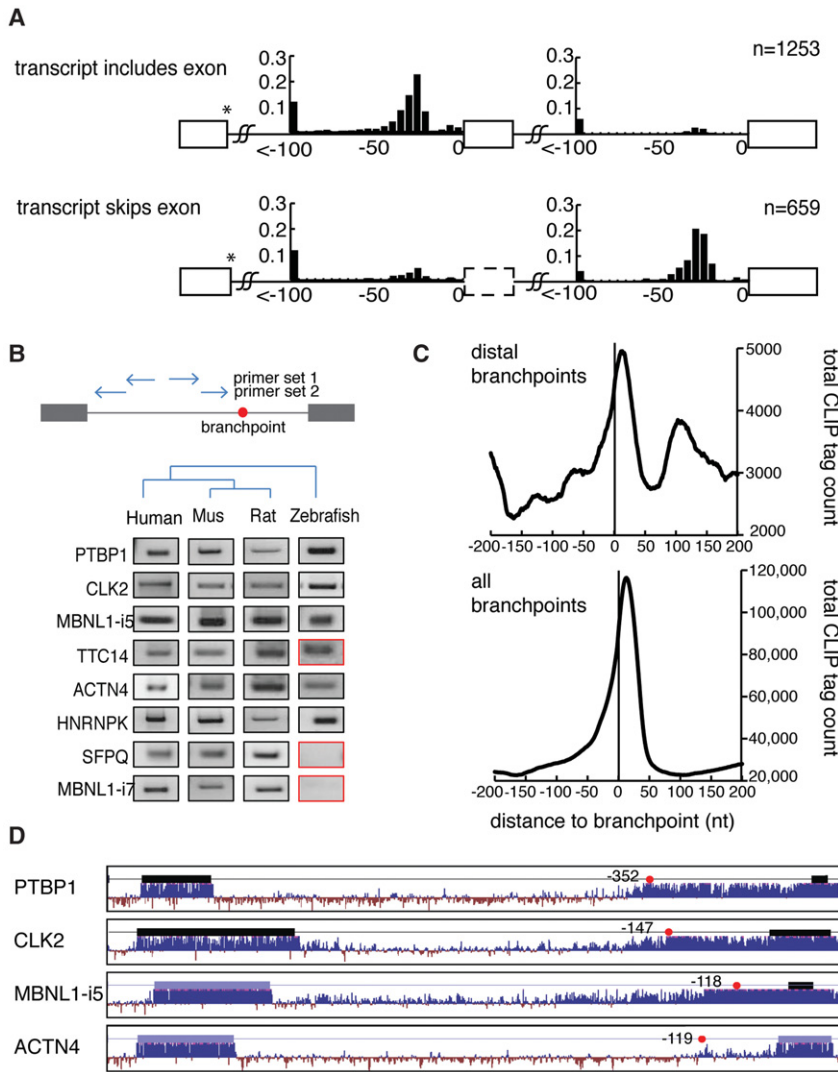 A
transcript includes exon
n=1253
0.3
0.2
0.1
0.3
0.2
0.1
*
<-100 -50 0 <-100 -50 0
transcript skips exon
n=659
0.3
0.2
0.1
0.3
0.2
0.1
*
<-100 -50 0 <-100 -50 0
B
primer set 1
primer set 2
branchpoint
Human Mus Rat Zebrafish
PTBP1
CLK2
MBNL1-i5
TTC14
ACTN4
HNRNPK
SFPQ
MBNL1-i7
C
distal
branchpoints
5000
4000
3000
2000
total CLIP tag count
-200 -150 -100 -50 0 50 100 150 200
all
branchpoints
120,000
100,000
80,000
60,000
40,000
20,000
total CLIP tag count
-200 -150 -100 -50 0 50 100 150 200
distance to branchpoint (nt)
D
PTBP1
-352
CLK2
-147
MBNL1-i5
-118
ACTN4
-119